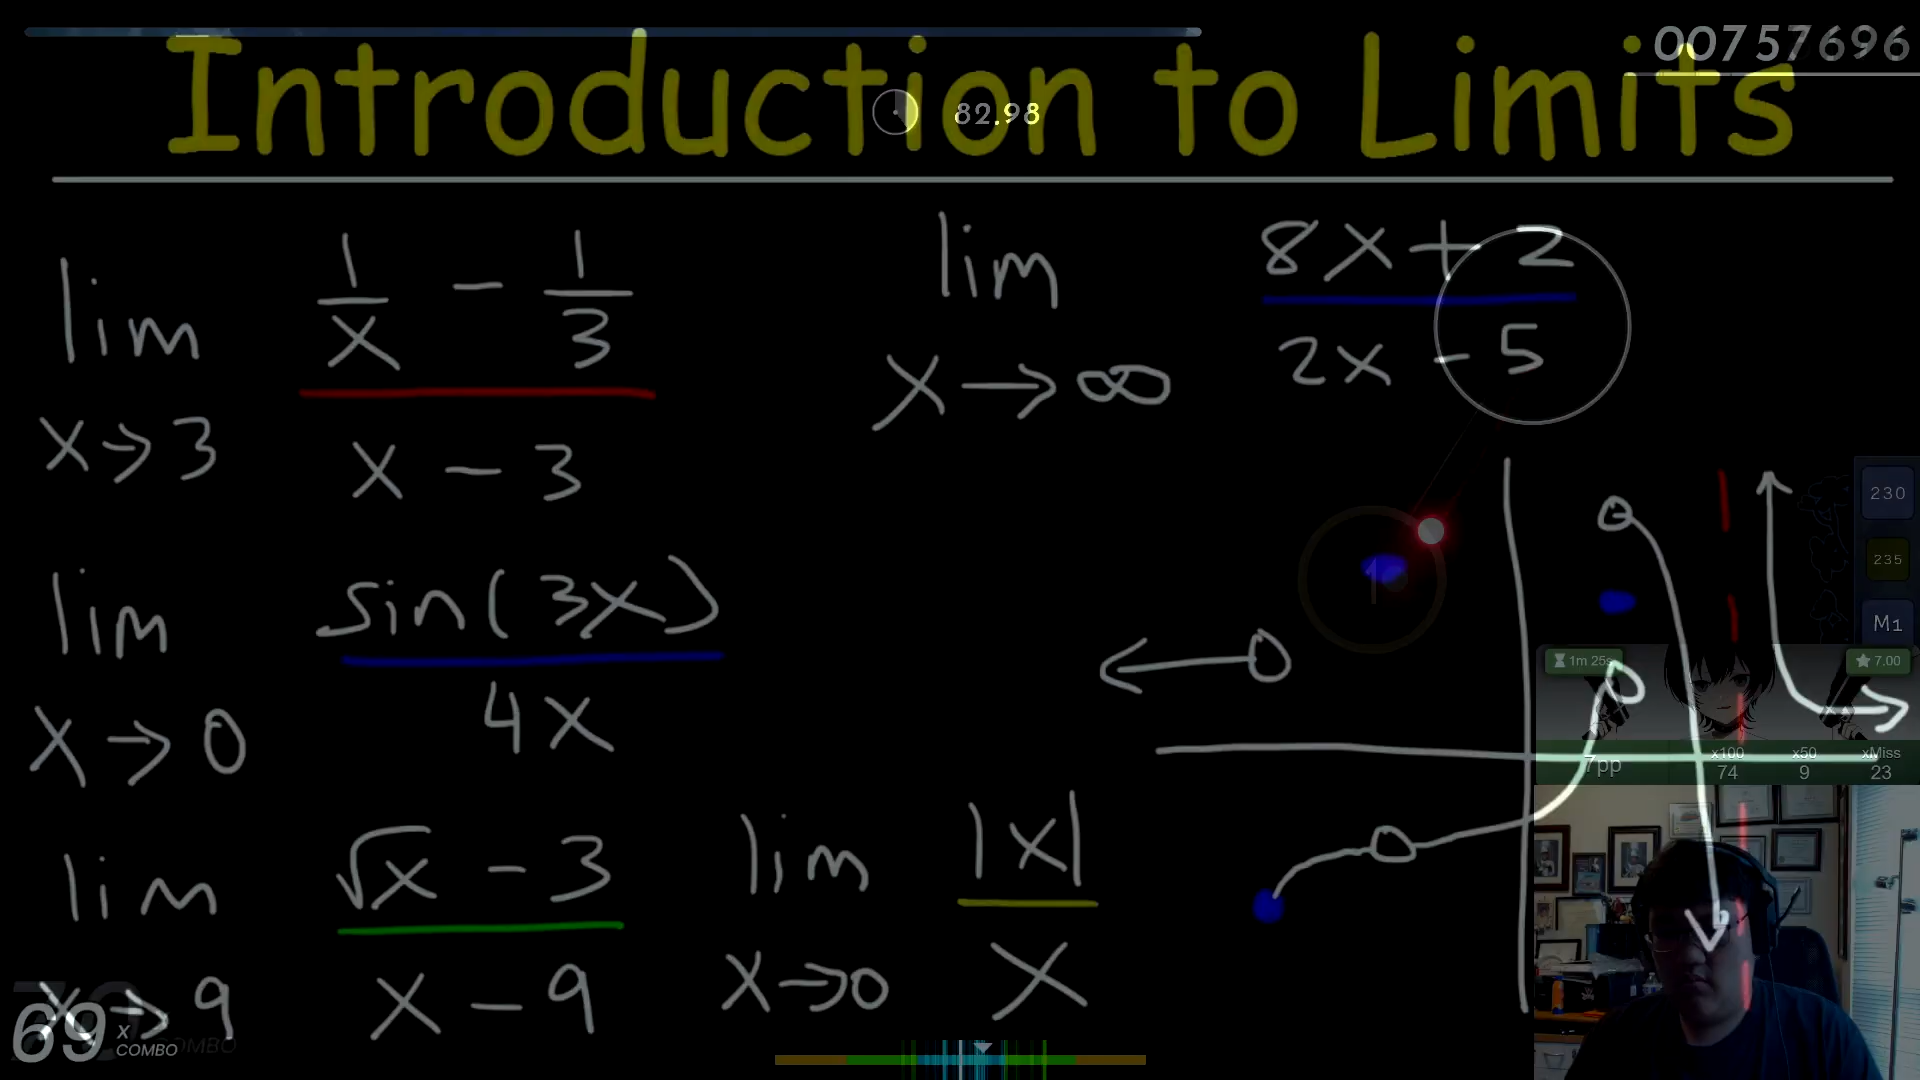 Introduction to Limits
00757696
82.98
lim x→3 (1/x - 1/3)/(x - 3)
lim x→∞ (8x + 2)/(2x - 5)
lim x→0 sin(3x)/4x
lim x→9 (√x - 3)/(x - 9)
lim x→0 |x|/x
1
230
235
M1
1m 25s
7.00
7pp
x100
x50
xMiss
74
9
23
69 x
COMBO